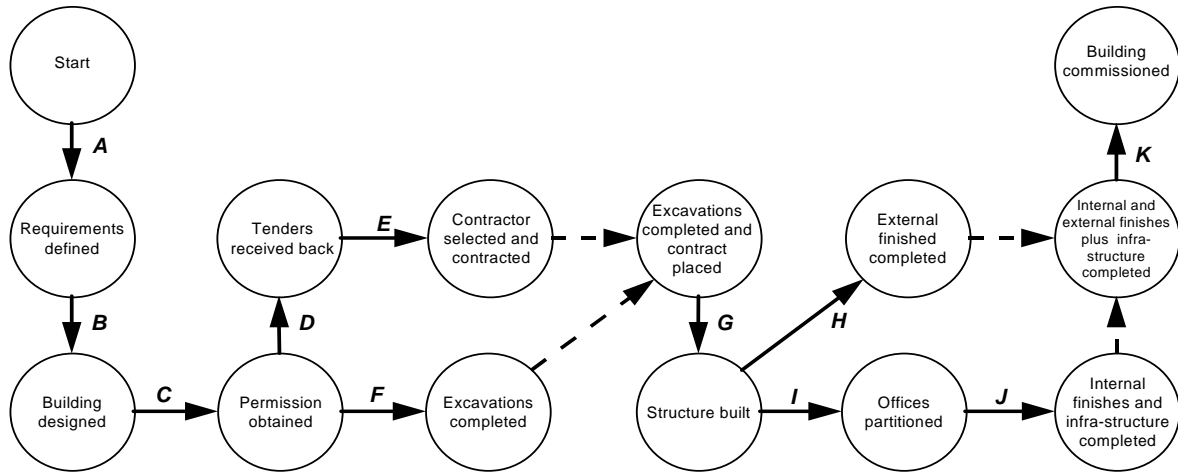 Start
Building
commissioned
A
K
Requirements
defined
Tenders
received back
E
Contractor
selected and
contracted
Excavations
completed and
contract
placed
External
finished
completed
Internal and
external finishes
plus infra-
structure
completed
B
D
G
H
Building
designed
C
Permission
obtained
F
Excavations
completed
Structure built
I
Offices
partitioned
J
Internal
finishes and
infra-structure
completed